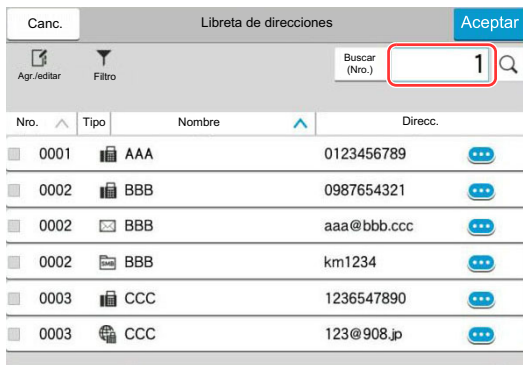 Canc.
Libreta de direcciones
Aceptar
Agr./editar
Filtro
Buscar
(Nro.)
1
Nro. Tipo Nombre Direcc.
0001 AAA 0123456789
0002 BBB 0987654321
0002 BBB aaa@bbb.ccc
0002 SMB BBB km1234
0003 CCC 1236547890
0003 CCC 123@908.jp